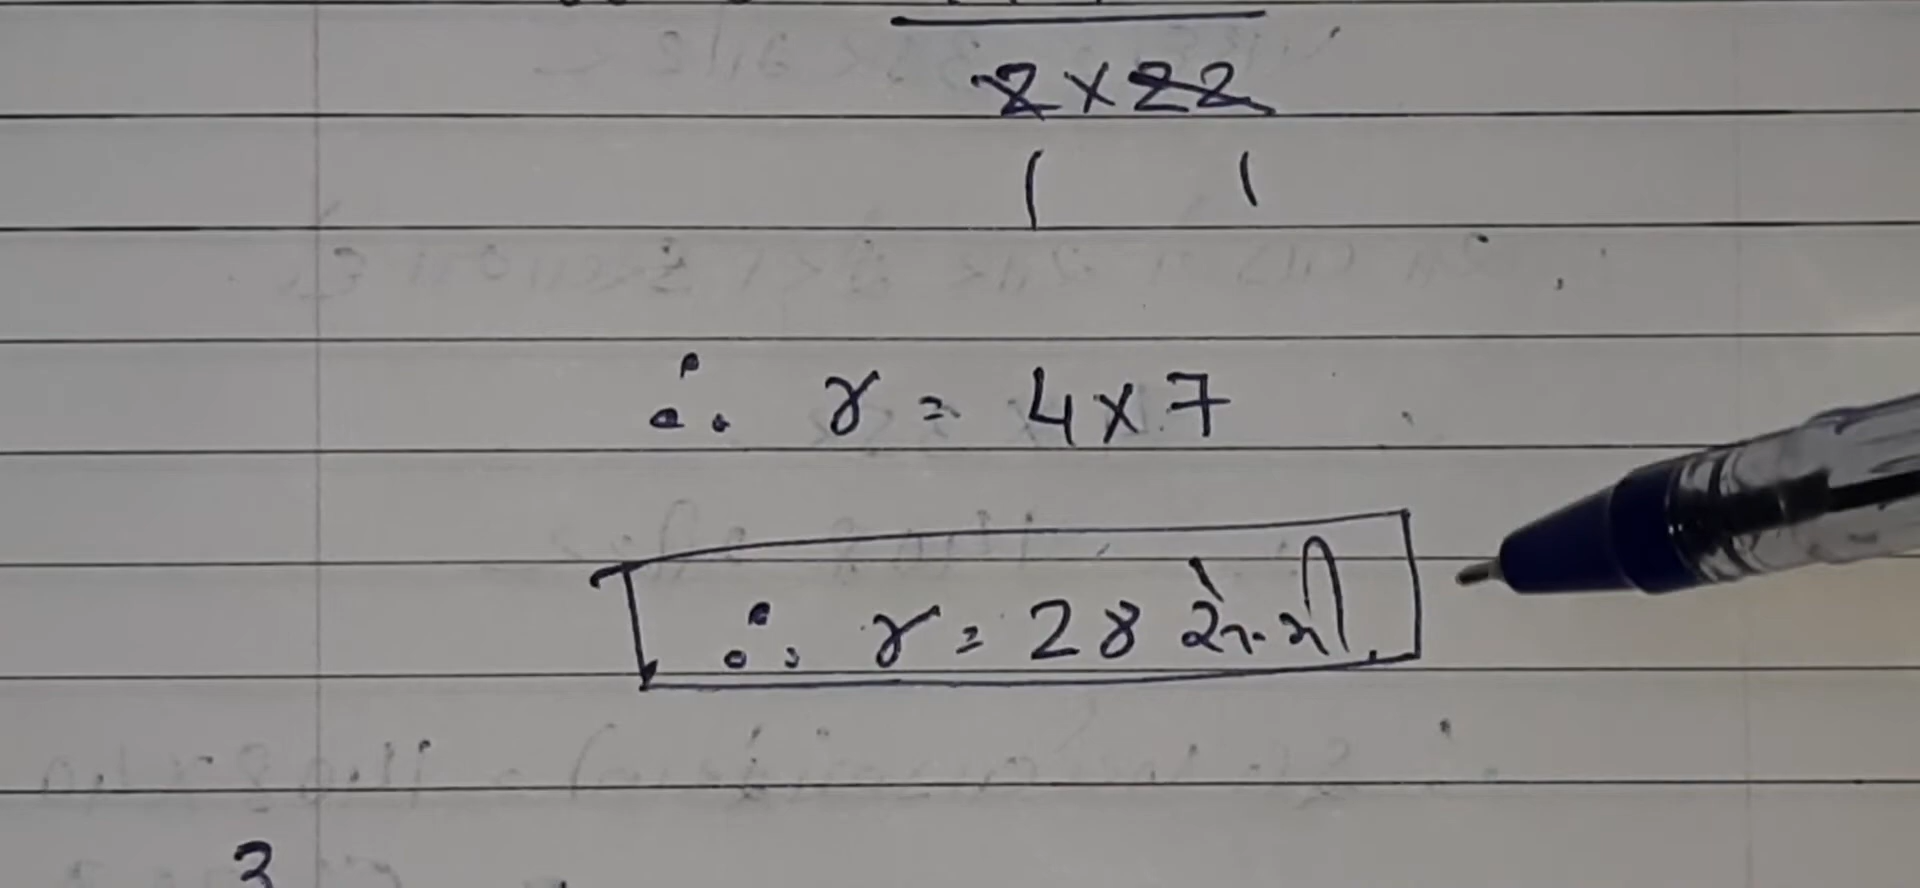 2 × 22
1 1
∴ r = 4 × 7
∴ r = 28 સે.મી.
3